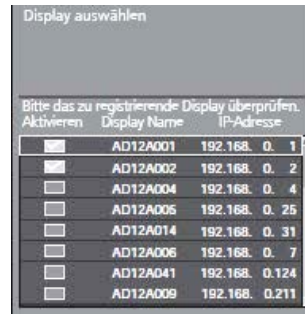 Display auswählen
Bitte das zu registrierende Display überprüfen.
Aktivieren Display Name IP-Adresse
AD12A001 192.168. 0. 1
AD12A002 192.168. 0. 2
AD12A004 192.168. 0. 4
AD12A005 192.168. 0. 25
AD12A014 192.168. 0. 31
AD12A006 192.168. 0. 7
AD12A041 192.168. 0.124
AD12A009 192.168. 0.211